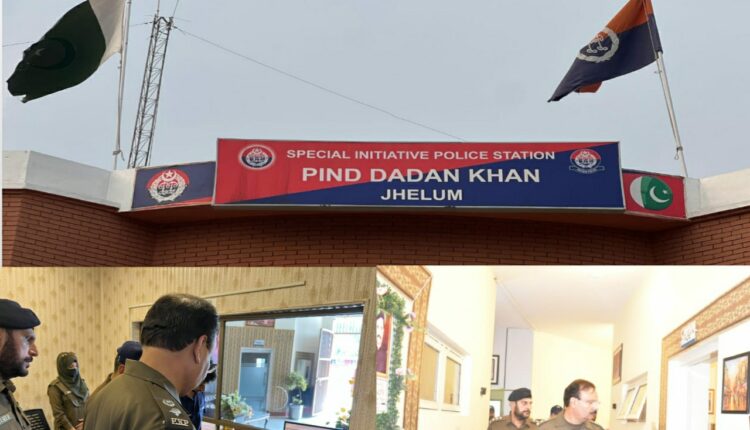 SPECIAL INITIATIVE POLICE STATION
PIND DADAN KHAN
JHELUM